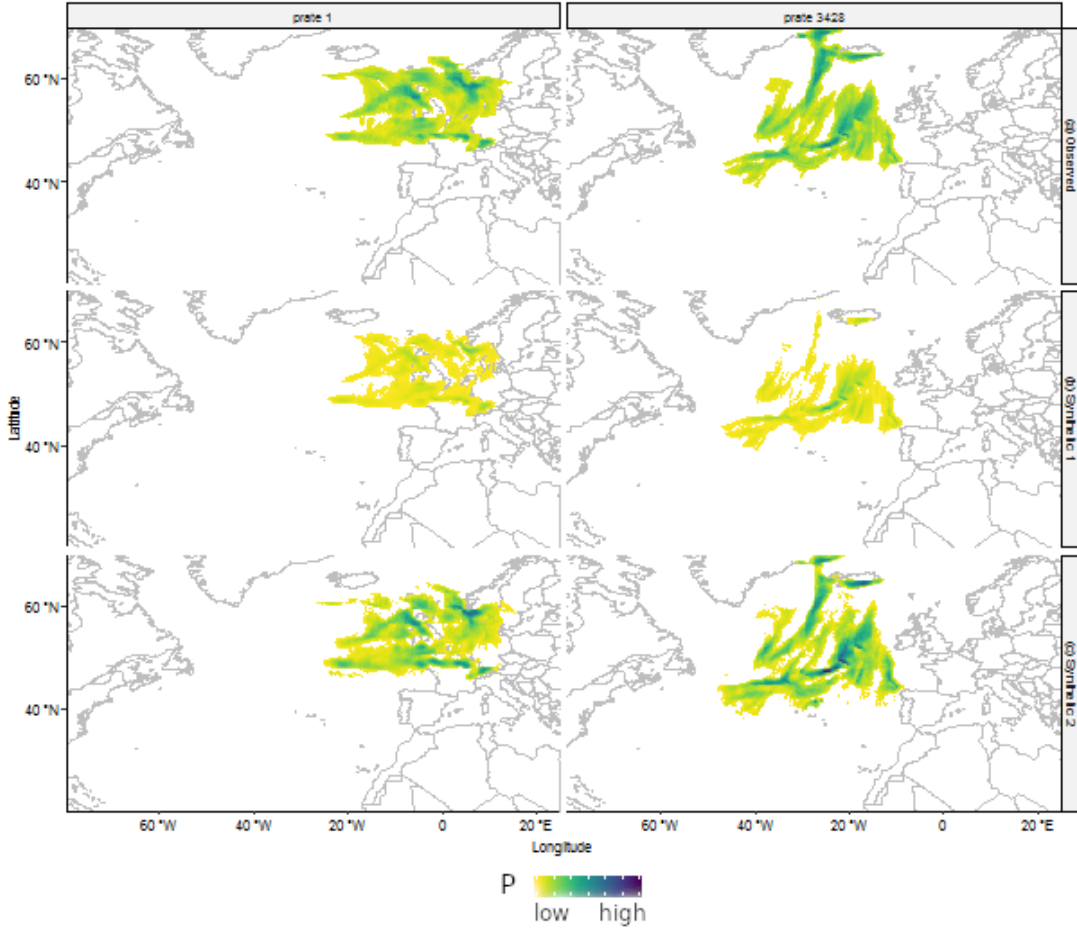 prate 1
prate 3428
60 °N
40 °N
(a) Observed
60 °N
40 °N
(b) Synthetic 1
Latitude
60 °N
40 °N
(c) Synthetic 2
60 °W
40 °W
20 °W
0
20 °E
60 °W
40 °W
20 °W
0
20 °E
Longitude
P
low
high